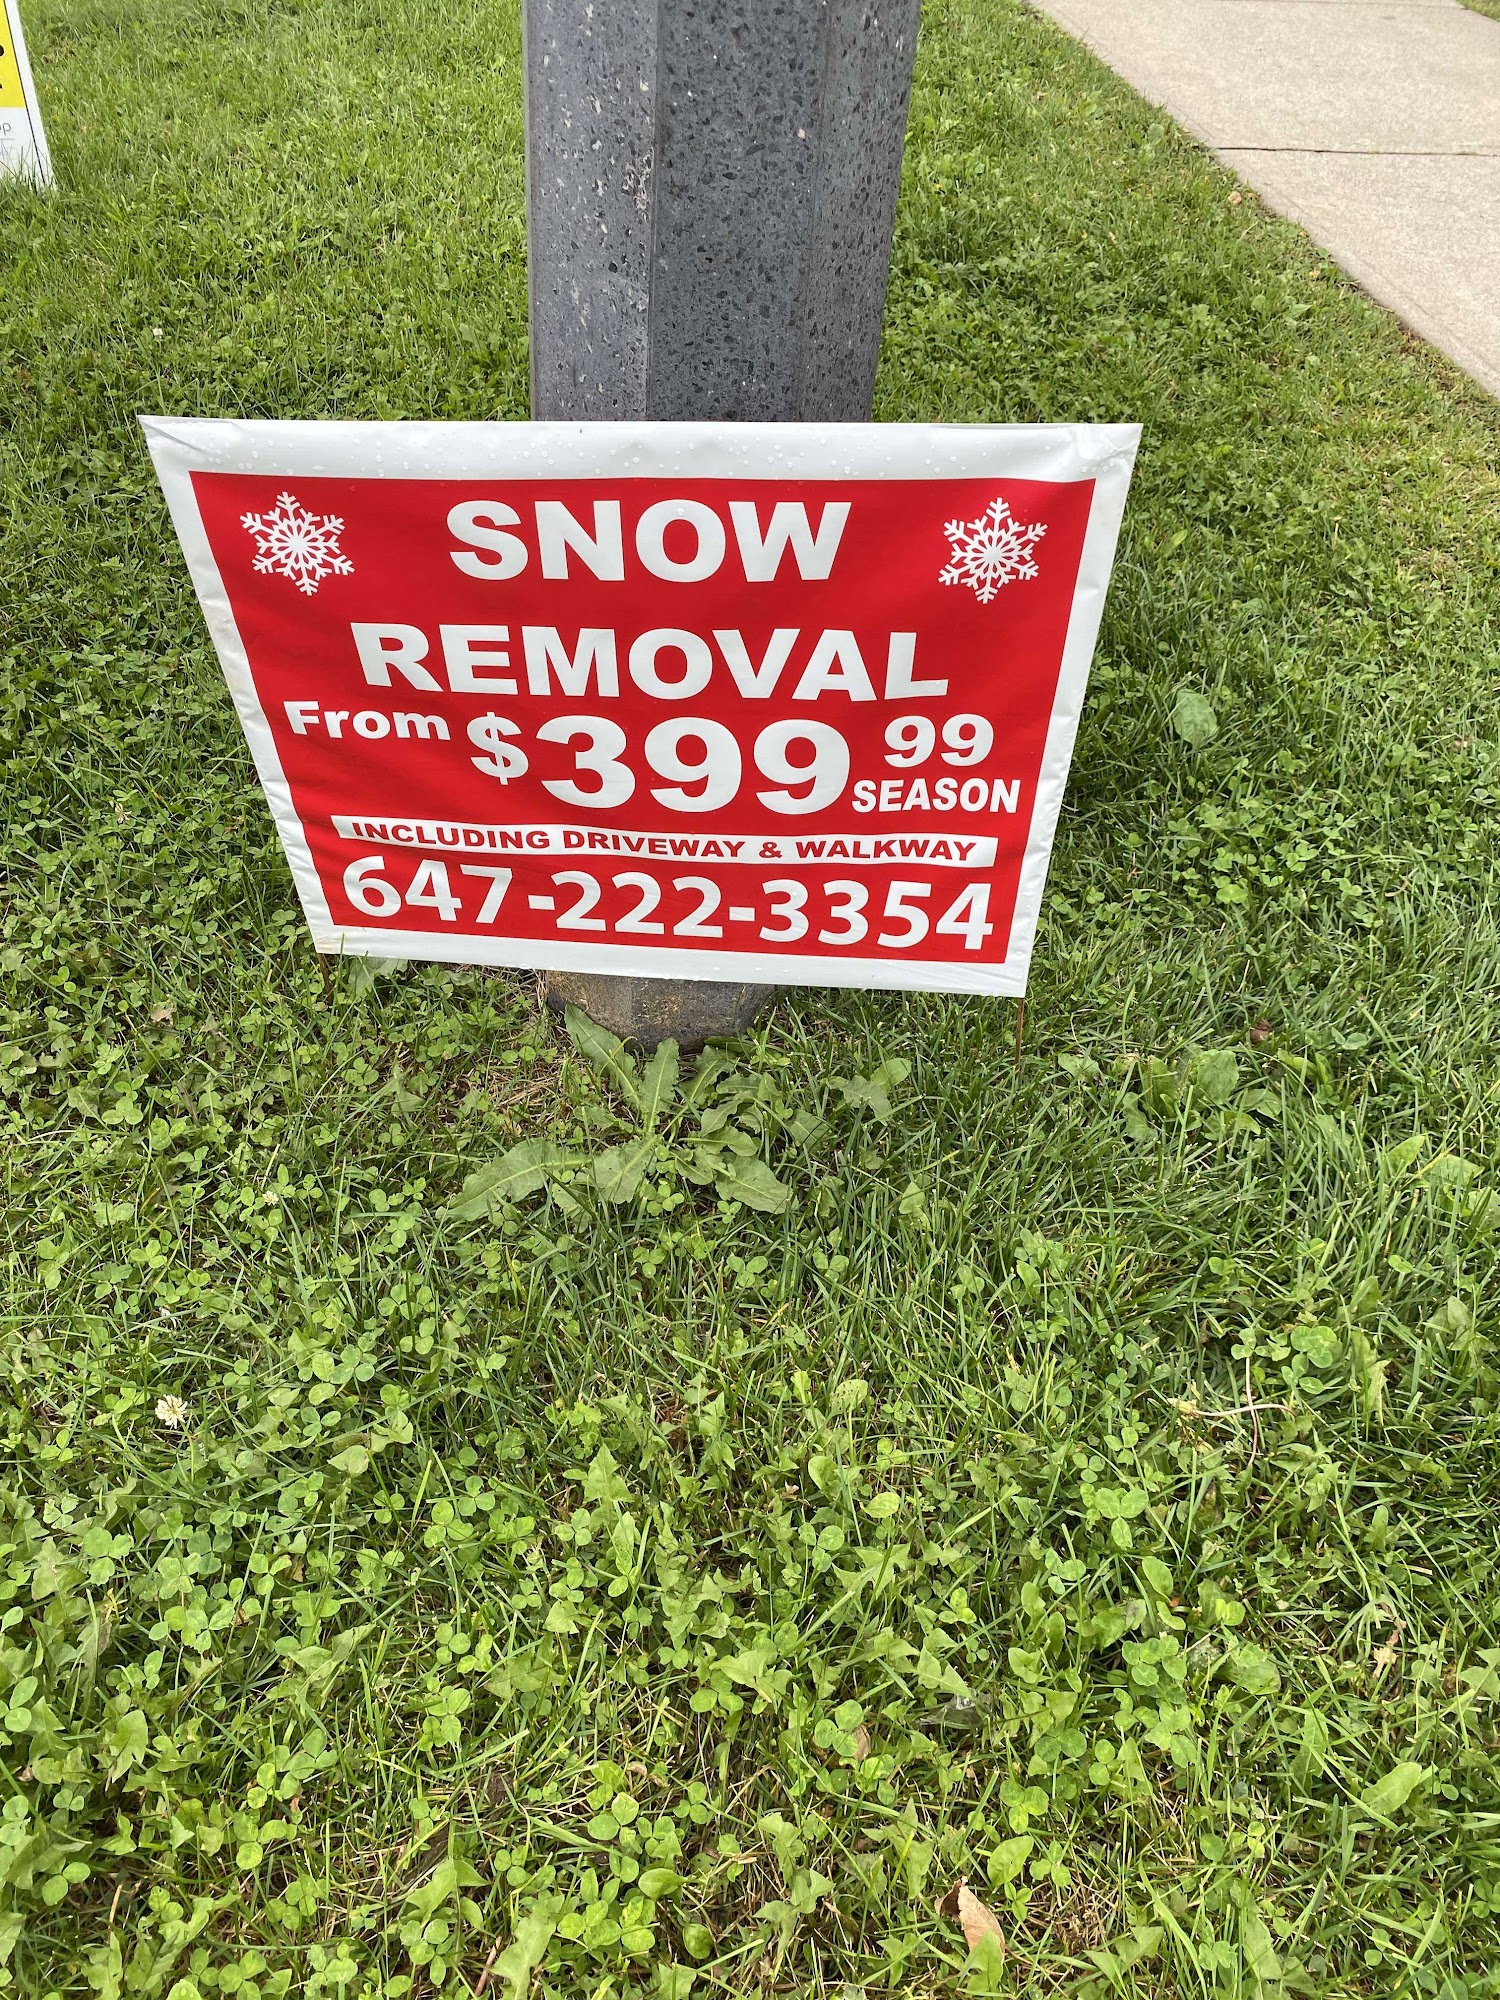 SNOW
REMOVAL
From $399 99
SEASON
INCLUDING DRIVEWAY & WALKWAY
647-222-3354